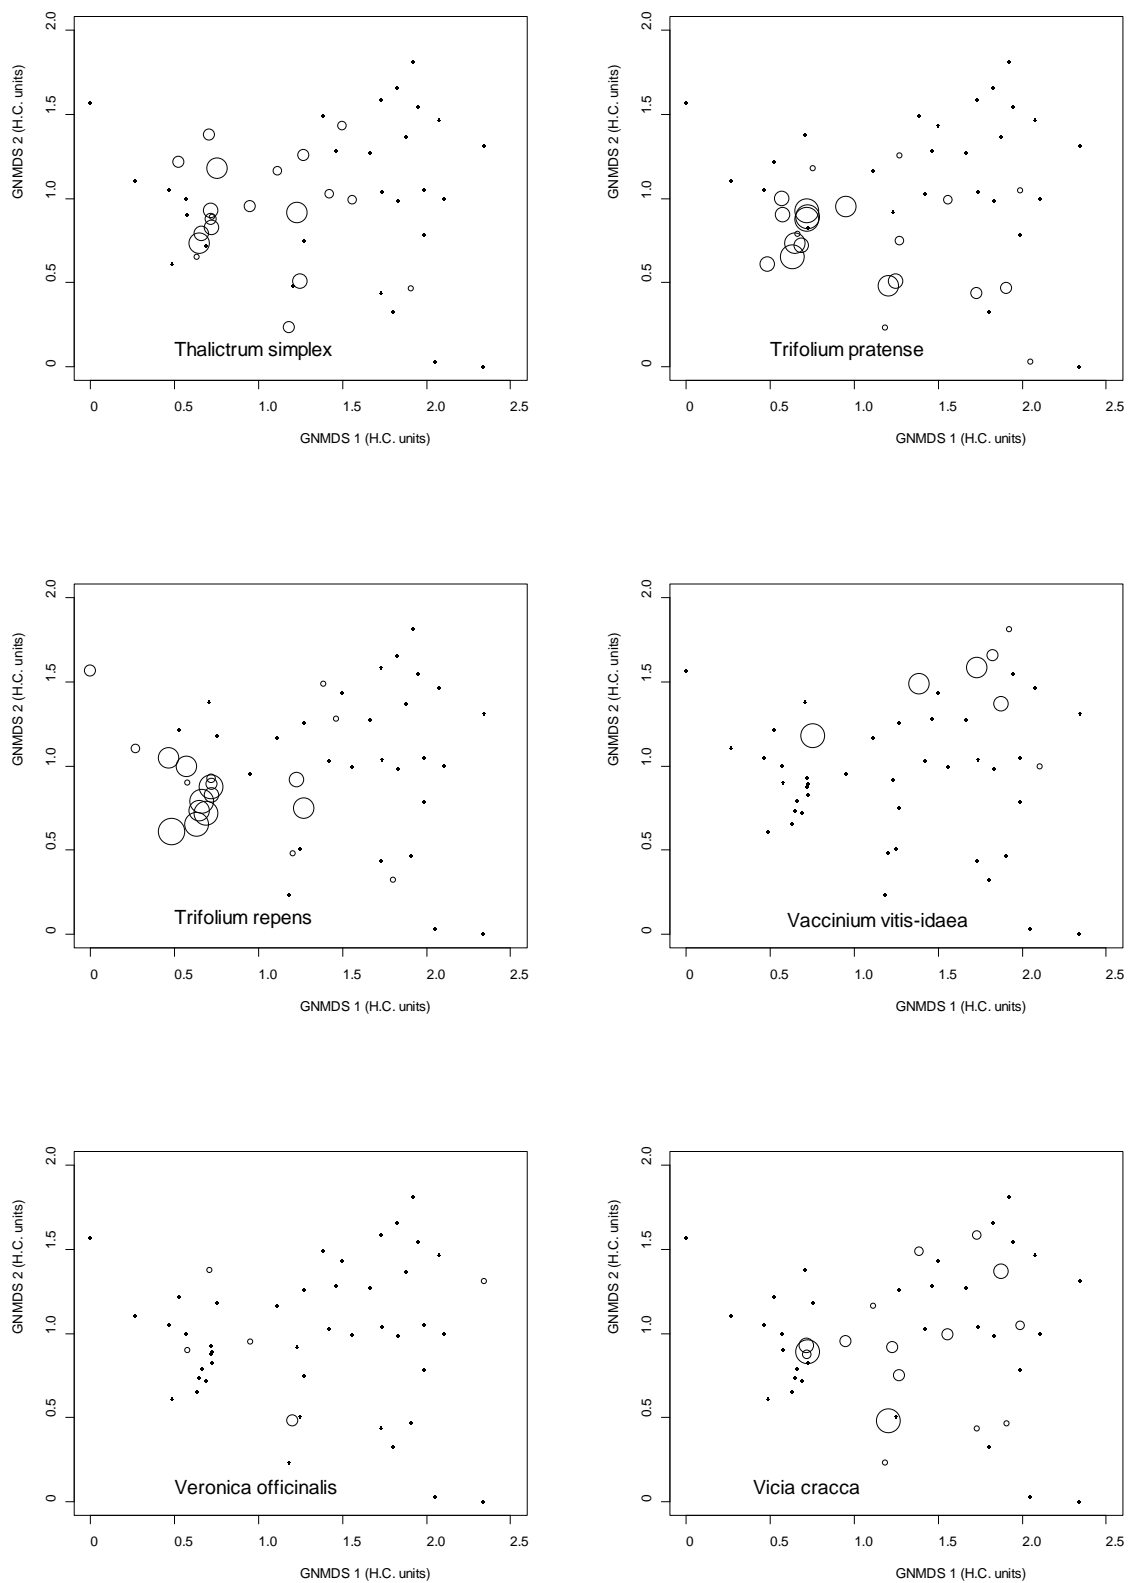 GNMDS 2 (H.C. units)
0 0.5 1.0 1.5 2.0
Thalictrum simplex
0 0.5 1.0 1.5 2.0 2.5
GNMDS 1 (H.C. units)
GNMDS 2 (H.C. units)
0 0.5 1.0 1.5 2.0
Trifolium pratense
0 0.5 1.0 1.5 2.0 2.5
GNMDS 1 (H.C. units)
GNMDS 2 (H.C. units)
0 0.5 1.0 1.5 2.0
Trifolium repens
0 0.5 1.0 1.5 2.0 2.5
GNMDS 1 (H.C. units)
GNMDS 2 (H.C. units)
0 0.5 1.0 1.5 2.0
Vaccinium vitis-idaea
0 0.5 1.0 1.5 2.0 2.5
GNMDS 1 (H.C. units)
GNMDS 2 (H.C. units)
0 0.5 1.0 1.5 2.0
Veronica officinalis
0 0.5 1.0 1.5 2.0 2.5
GNMDS 1 (H.C. units)
GNMDS 2 (H.C. units)
0 0.5 1.0 1.5 2.0
Vicia cracca
0 0.5 1.0 1.5 2.0 2.5
GNMDS 1 (H.C. units)